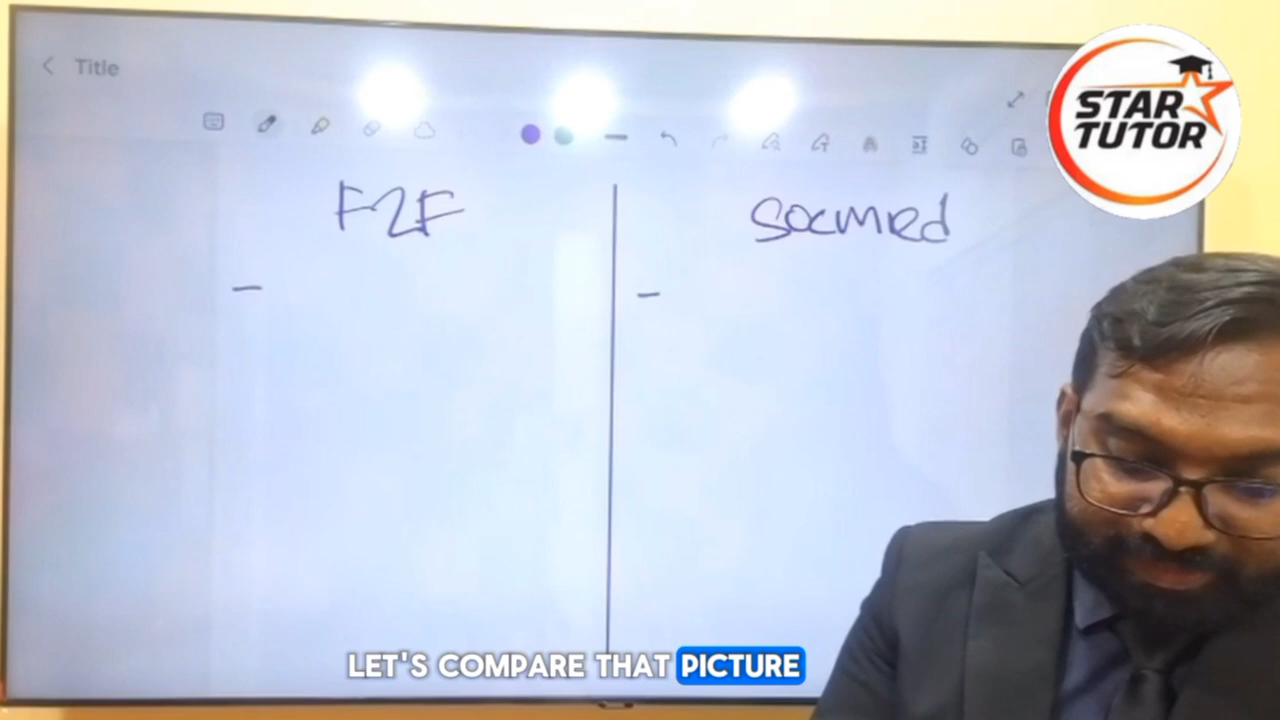 Title
STAR
TUTOR
F2F
socmed
-
-
LET'S COMPARE THAT PICTURE